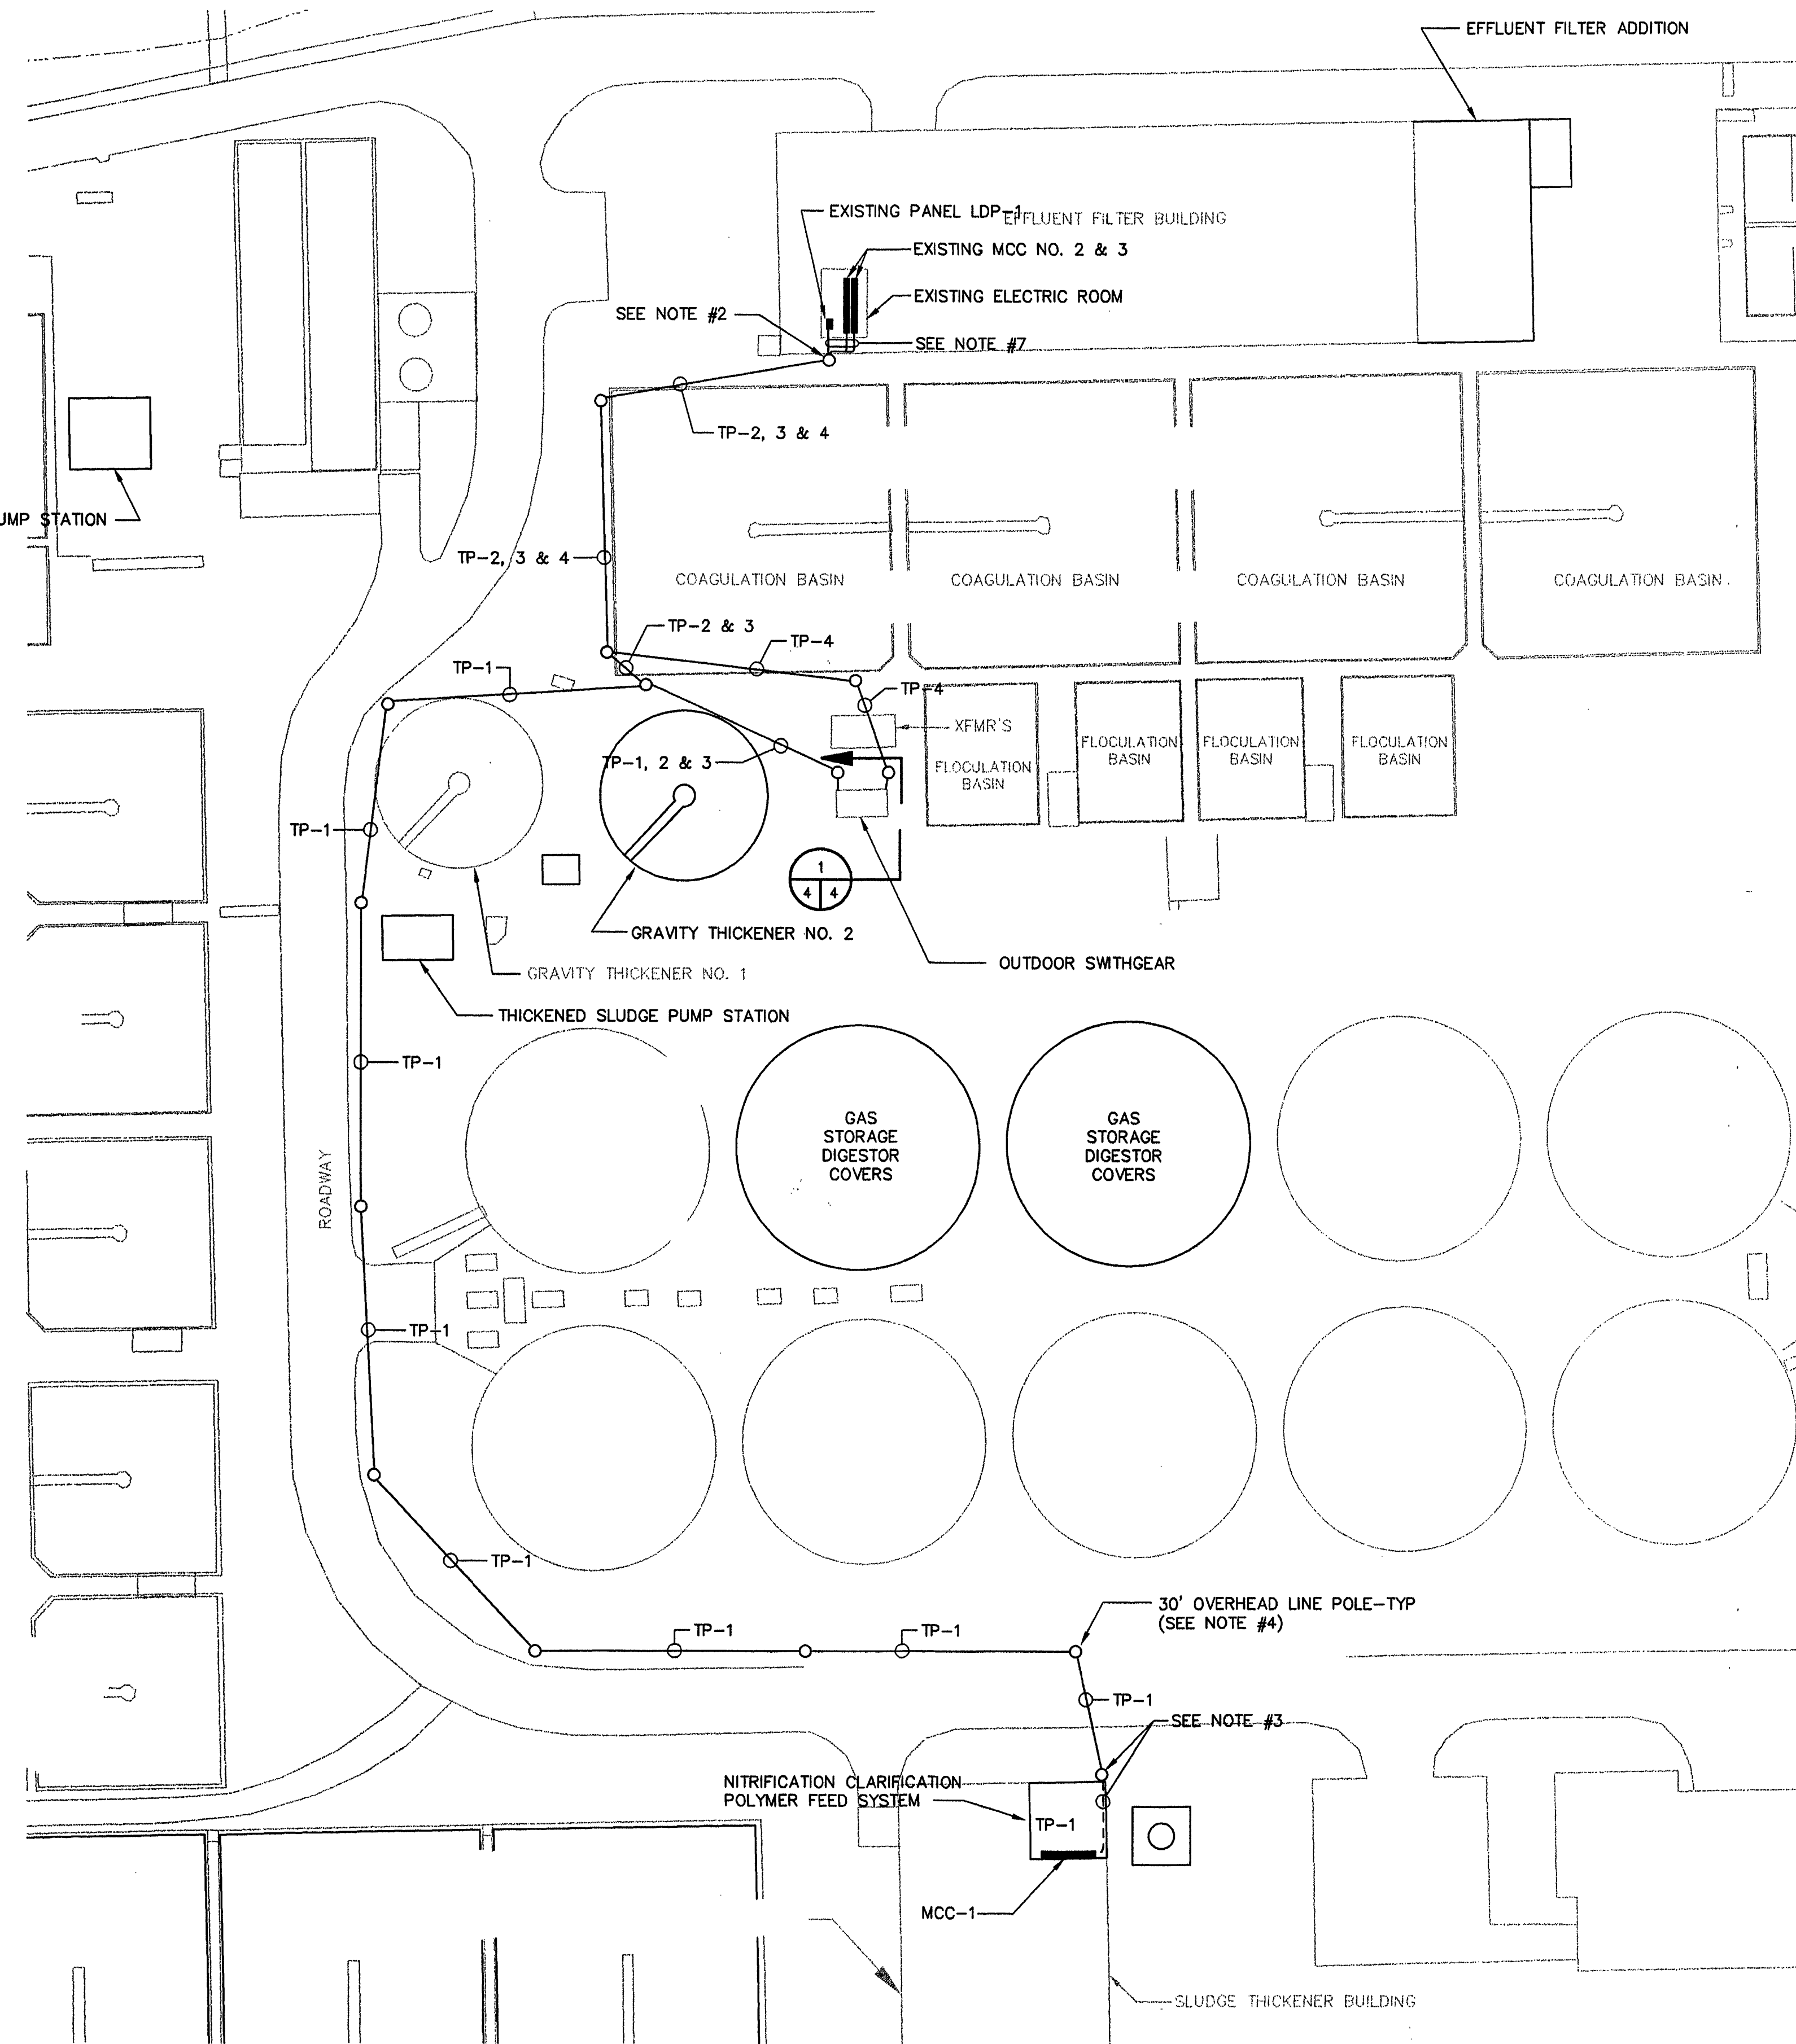 EFFLUENT FILTER ADDITION
EXISTING PANEL LDP-1
EFFLUENT FILTER BUILDING
EXISTING MCC NO. 2 & 3
EXISTING ELECTRIC ROOM
SEE NOTE #2
SEE NOTE #7
TP-2, 3 & 4
UMP STATION
TP-2, 3 & 4
COAGULATION BASIN
COAGULATION BASIN
COAGULATION BASIN
COAGULATION BASIN
TP-2 & 3
TP-4
TP-1
TP-4
XFMR'S
TP-1, 2 & 3
FLOCULATION
BASIN
FLOCULATION
BASIN
FLOCULATION
BASIN
FLOCULATION
BASIN
TP-1
1
4 4
GRAVITY THICKENER NO. 2
OUTDOOR SWITHGEAR
GRAVITY THICKENER NO. 1
THICKENED SLUDGE PUMP STATION
TP-1
GAS
STORAGE
DIGESTOR
COVERS
GAS
STORAGE
DIGESTOR
COVERS
ROADWAY
TP-1
TP-1
30' OVERHEAD LINE POLE-TYP
(SEE NOTE #4)
TP-1
TP-1
TP-1
SEE NOTE #3
NITRIFICATION CLARIFICATION
POLYMER FEED SYSTEM
TP-1
MCC-1
SLUDGE THICKENER BUILDING